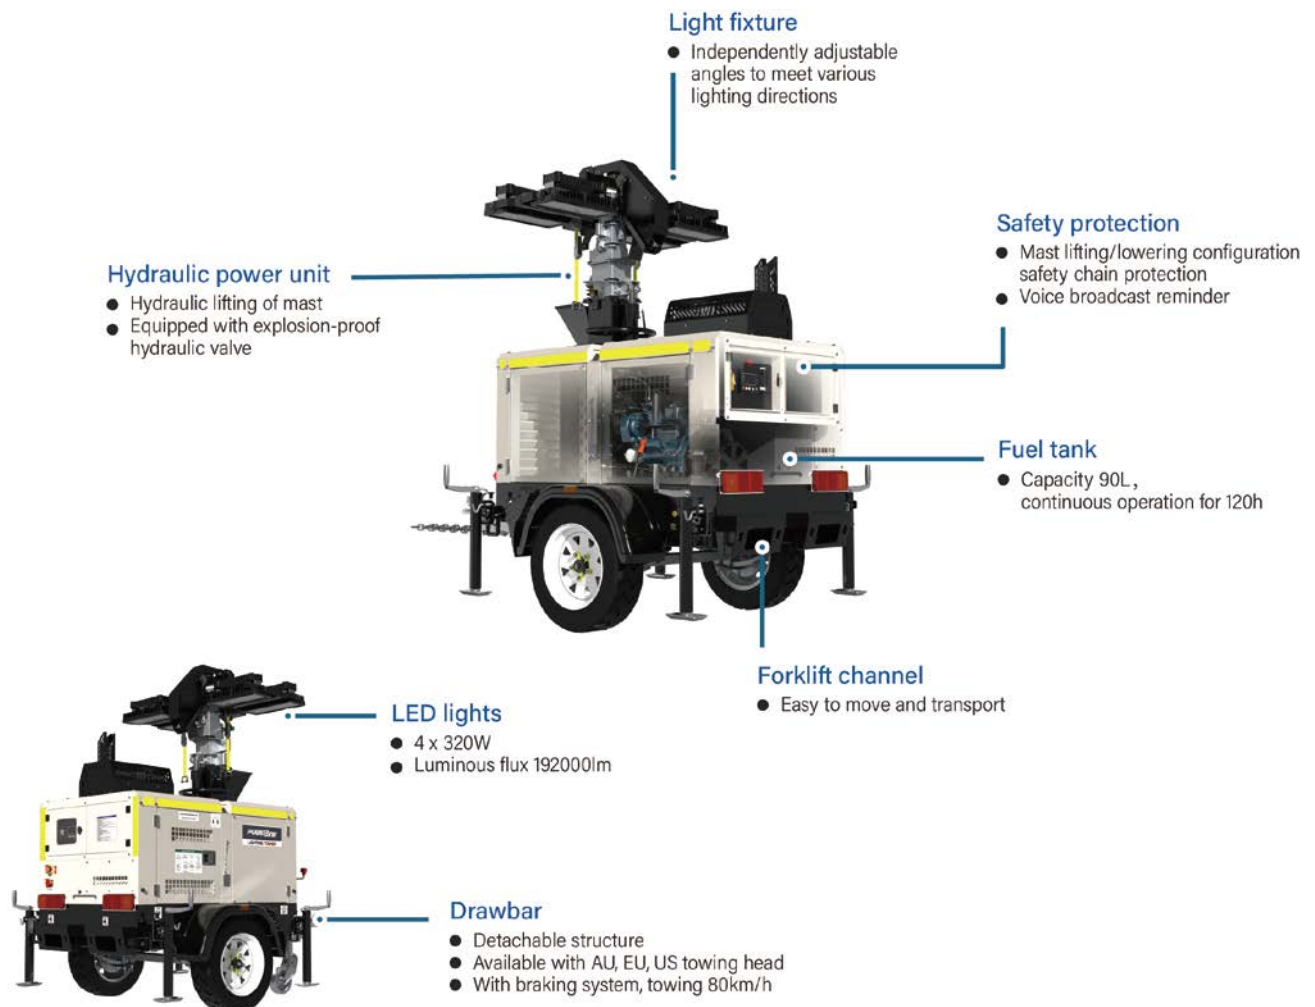 Light fixture
● Independently adjustable
angles to meet various
lighting directions
Safety protection
● Mast lifting/lowering configuration
safety chain protection
● Voice broadcast reminder
Hydraulic power unit
● Hydraulic lifting of mast
● Equipped with explosion-proof
hydraulic valve
Fuel tank
● Capacity 90L,
continuous operation for 120h
Forklift channel
● Easy to move and transport
LED lights
● 4 x 320W
● Luminous flux 192000lm
Drawbar
● Detachable structure
● Available with AU, EU, US towing head
● With braking system, towing 80km/h